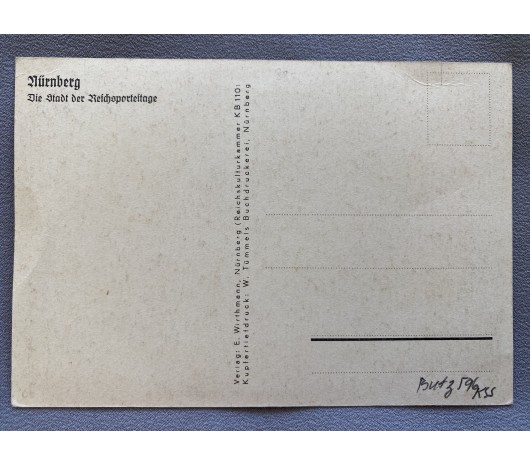 Nürnberg
Die Stadt der Reichsparteitage
Verlag: E. Wirthmann, Nürnberg (Reichskulturkammer KB 110)
Kupfertiefdruck: W. Tümmels Buchdruckerei, Nürnberg